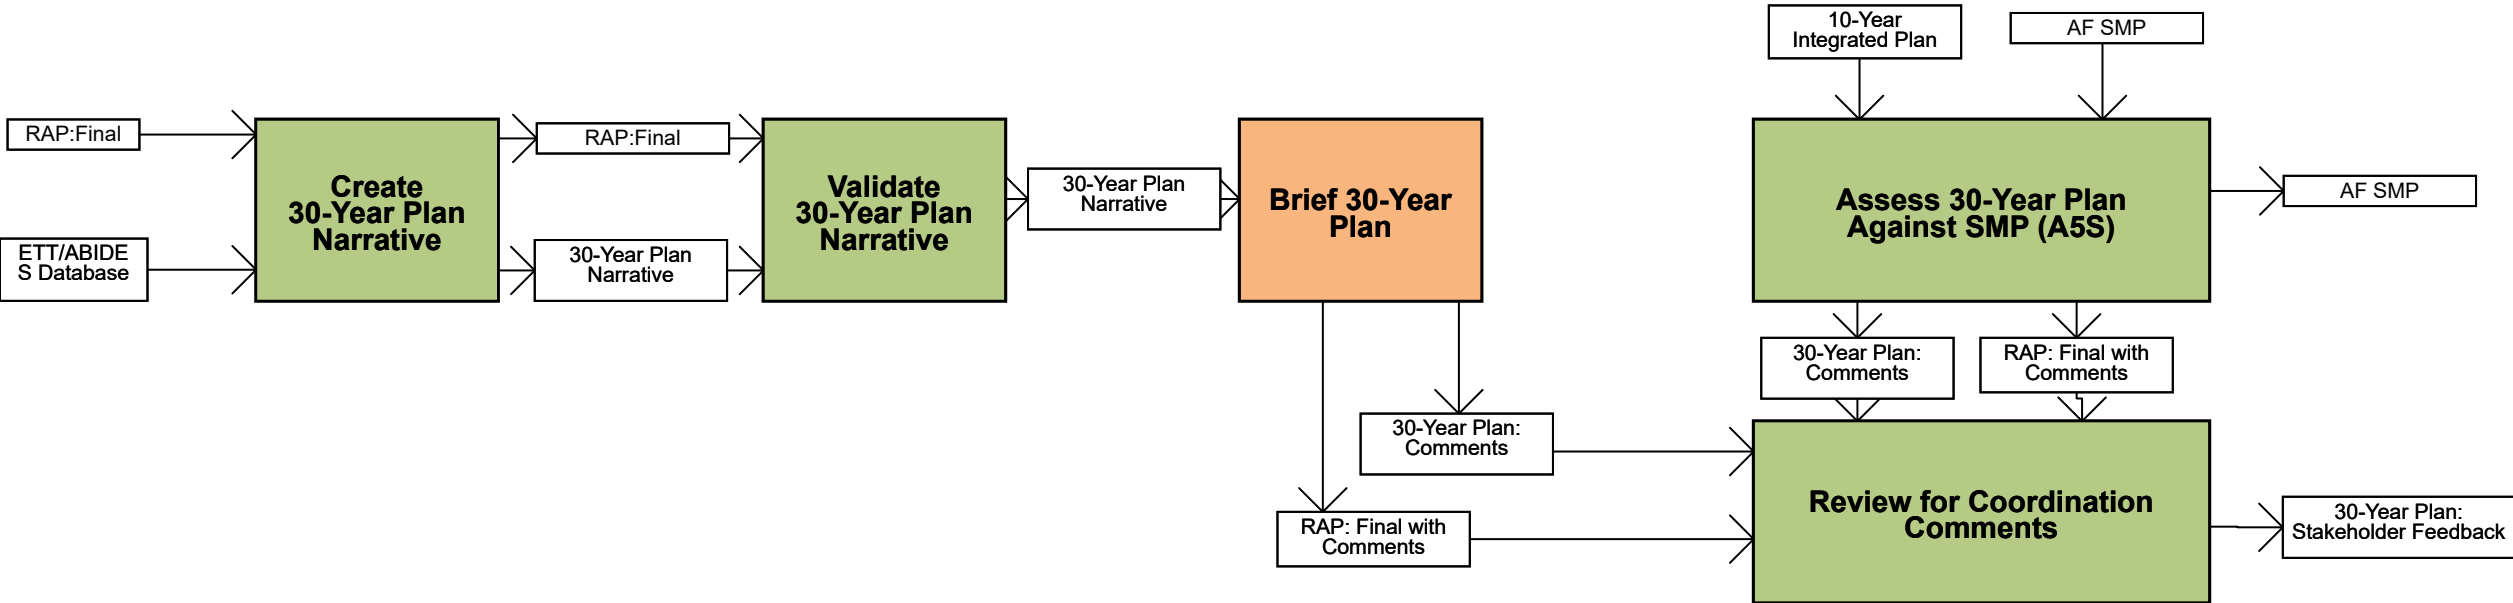 10-Year
Integrated Plan
AF SMP
RAP:Final
Create
30-Year Plan
Narrative
ETT/ABIDE
S Database
RAP:Final
30-Year Plan
Narrative
Validate
30-Year Plan
Narrative
30-Year Plan
Narrative
Brief 30-Year
Plan
Assess 30-Year Plan
Against SMP (A5S)
AF SMP
30-Year Plan:
Comments
RAP: Final with
Comments
30-Year Plan:
Comments
RAP: Final with
Comments
Review for Coordination
Comments
30-Year Plan:
Stakeholder Feedback